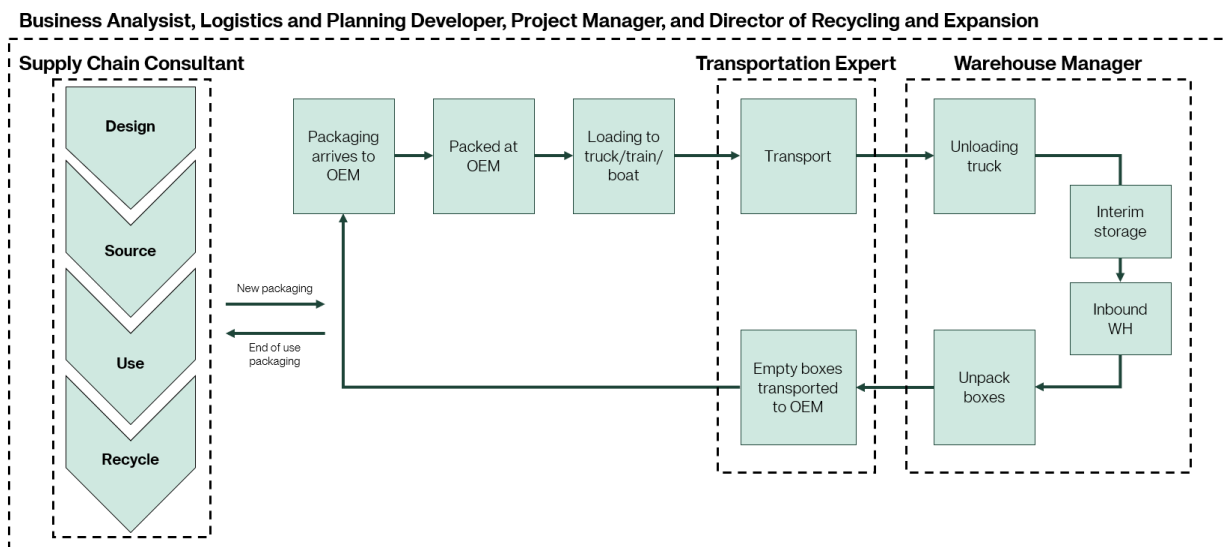 Business Analyst, Logistics and Planning Developer, Project Manager, and Director of Recycling and Expansion
Supply Chain Consultant
Transportation Expert
Warehouse Manager
Design
Source
Use
Recycle
New packaging
End of use
packaging
Packaging
arrives to
OEM
Packed at
OEM
Loading to
truck/train/
boat
Transport
Unloading
truck
Interim
storage
Inbound
WH
Unpack
boxes
Empty boxes
transported
to OEM